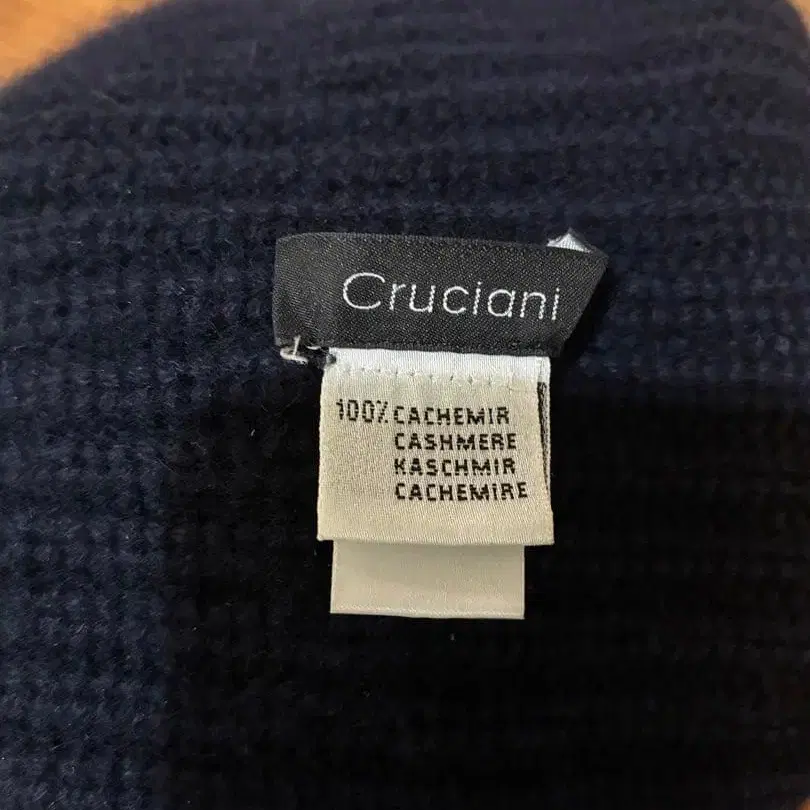 Cruciani
100% CACHEMIR
CASHMERE
KASCHMIR
CACHEMIRE